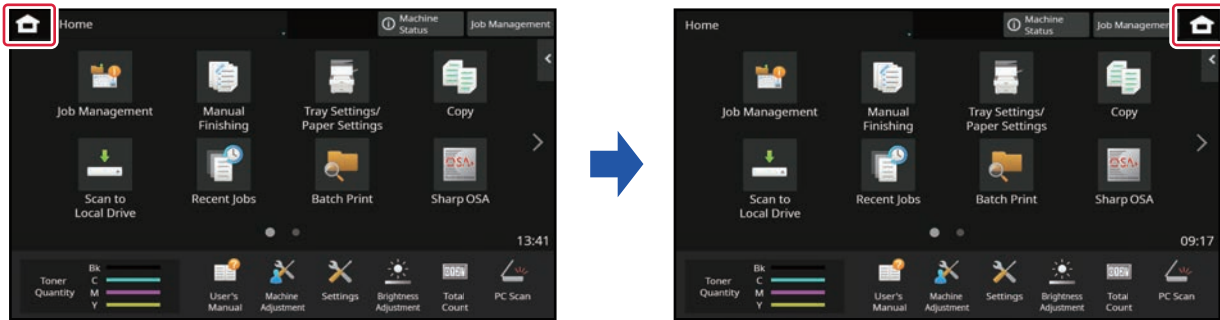 Home
Machine
Status
Job Management
Job Management
Manual
Finishing
Tray Settings/
Paper Settings
Copy
Scan to
Local Drive
Recent Jobs
Batch Print
OSA
Sharp OSA
13:41
Toner
Quantity
Bk
C
M
Y
User's
Manual
Machine
Adjustment
Settings
Brightness
Adjustment
Total
Count
PC Scan
Home
Machine
Status
Job Managemen
Job Management
Manual
Finishing
Tray Settings/
Paper Settings
Copy
Scan to
Local Drive
Recent Jobs
Batch Print
OSA
Sharp OSA
09:17
Toner
Quantity
Bk
C
M
Y
User's
Manual
Machine
Adjustment
Settings
Brightness
Adjustment
Total
Count
PC Scan